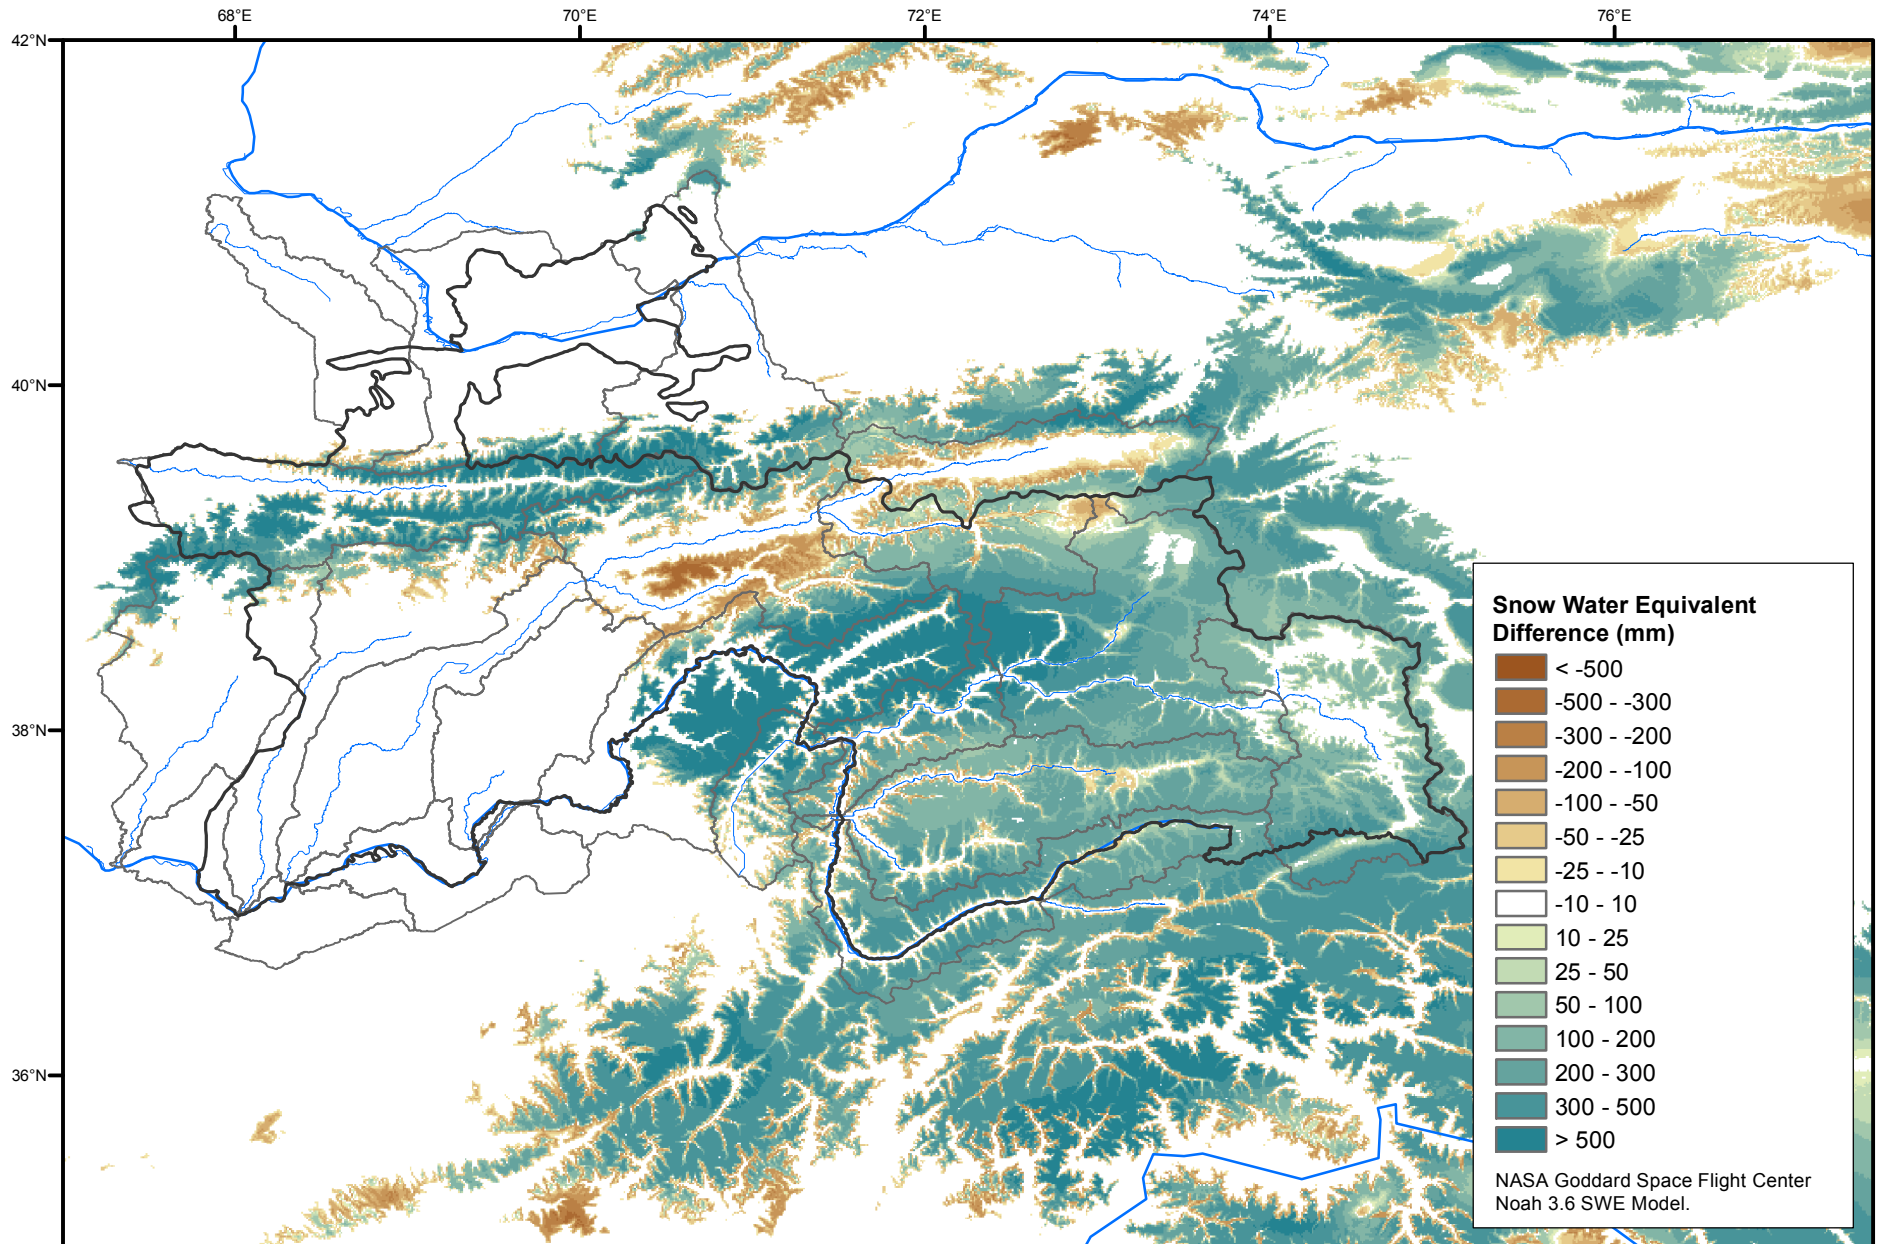 68°E
70°E
72°E
74°E
76°E
42°N
40°N
38°N
36°N
Snow Water Equivalent
Difference (mm)
< -500
-500 - -300
-300 - -200
-200 - -100
-100 - -50
-50 - -25
-25 - -10
-10 - 10
10 - 25
25 - 50
50 - 100
100 - 200
200 - 300
300 - 500
> 500
NASA Goddard Space Flight Center
Noah 3.6 SWE Model.